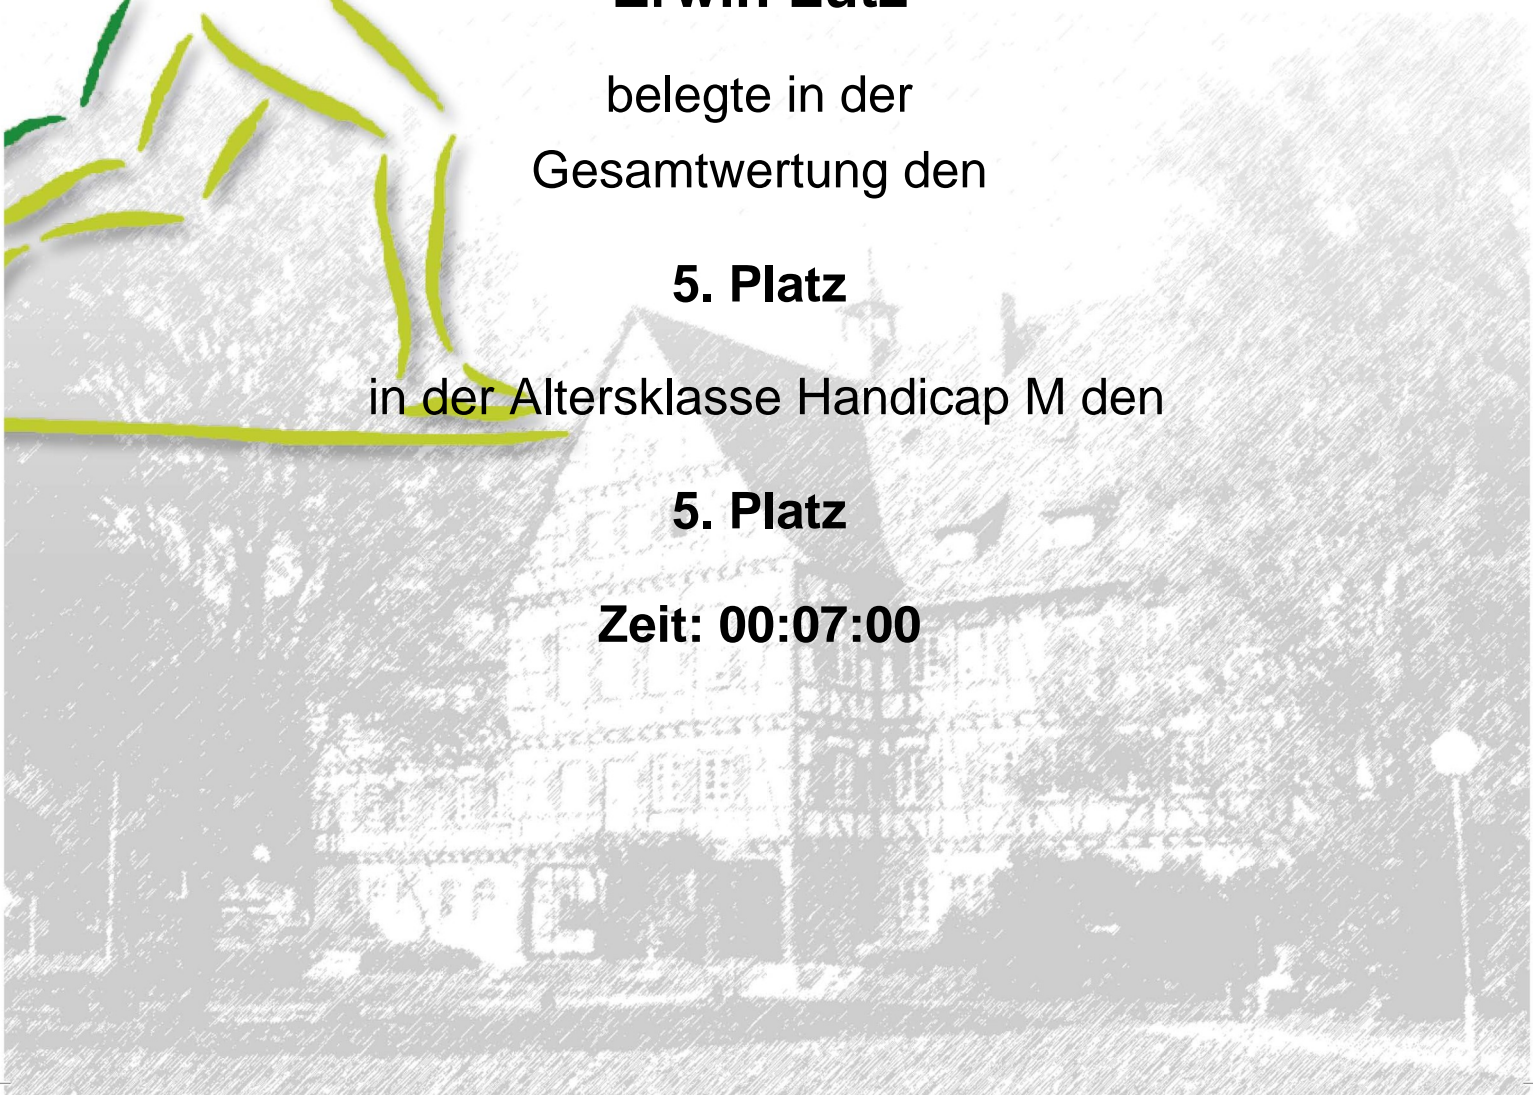 belegte in der
Gesamtwertung den
5. Platz
in der Altersklasse Handicap M den
5. Platz
Zeit: 00:07:00